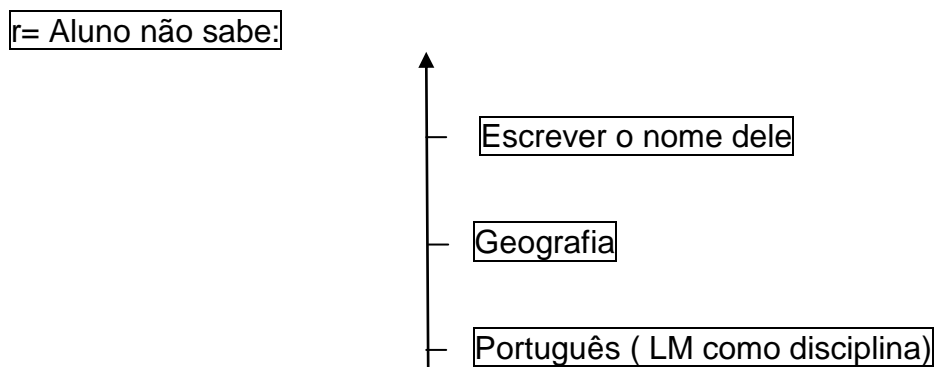 r= Aluno não sabe:
Escrever o nome dele
Geografia
Português ( LM como disciplina)